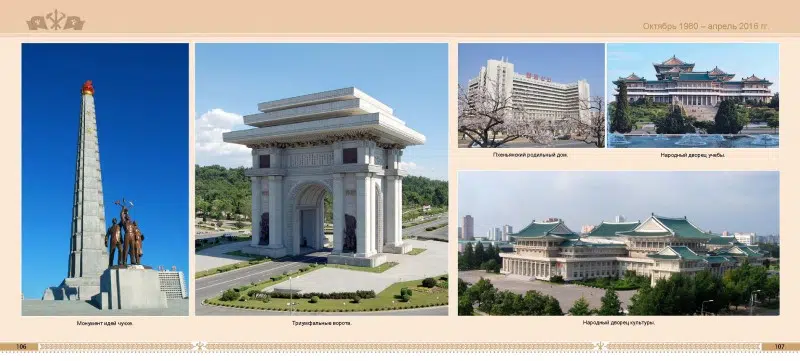 Октябрь 1980 – апрель 2016 гг.
Пхеньянский родильный дом.
Народный дворец учебы.
Монумент идей чучхе.
Триумфальные ворота.
Народный дворец культуры.
106
107